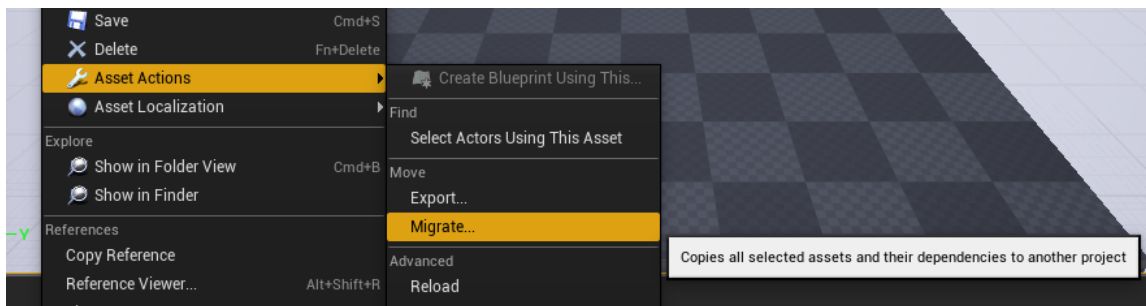 Save Cmd+S
Delete Fn+Delete
Asset Actions
Asset Localization
Explore
Show in Folder View Cmd+B
Show in Finder
References
Copy Reference
Reference Viewer... Alt+Shift+R
Create Blueprint Using This...
Find
Select Actors Using This Asset
Move
Export...
Migrate...
Advanced
Reload
Copies all selected assets and their dependencies to another project
Y